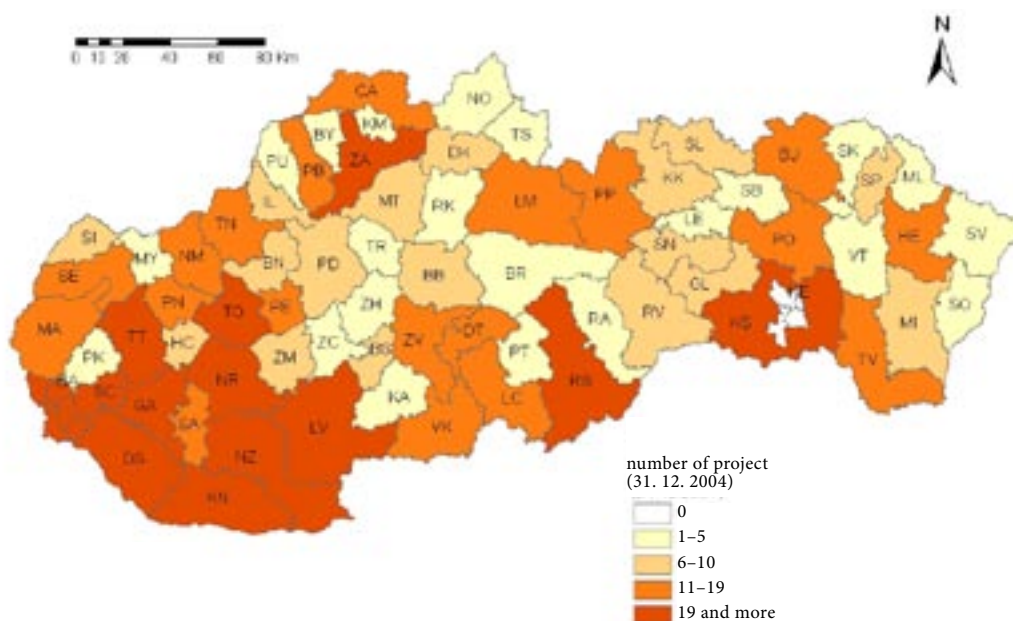 N
0 10 20 40 60 80 Km
CA
NO
BY
KM
TS
PU
PB
ZA
DK
SL
BJ
SK
IL
MT
KK
SP
ML
RK
LM
PP
SB
TN
LE
SI
TR
SN
PO
HE
SV
MY
NM
BN
PD
BB
VT
SE
BR
GL
PN
PE
ZH
KE
SO
TO
RA
RV
KS
MI
MA
TT
HC
ZV
DT
PK
ZM
ZC
BS
PT
TV
NR
RS
SC
GA
KA
LC
SA
LV
VK
DS
NZ
KN
number of project
(31. 12. 2004)
0
1–5
6–10
11–19
19 and more